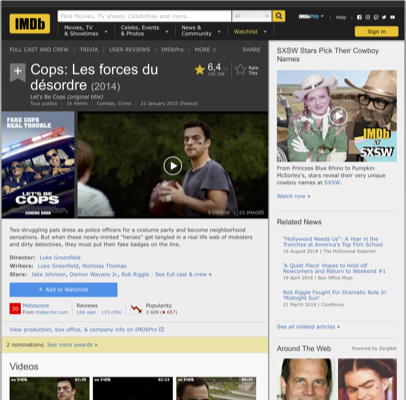 IMDb
Find Movies, TV shows, Celebrities and more...
All
IMDbPro
Help
Movies, TV
& Showtimes
Celebs, Events
& Photos
News &
Community
Watchlist
Sign in
FULL CAST AND CREW | TRIVIA | USER REVIEWS | IMDbPro | MORE
SHARE
Cops: Les forces du
désordre (2014)
6,4
Rate
This
Let's Be Cops (original title)
Tous publics | 1h 44min | Comedy, Crime | 21 January 2015 (France)
FAKE COPS
REAL TROUBLE
LET'S BE
COPS
COMING SOON
9 VIDEOS | 33 IMAGES
Two struggling pals dress as police officers for a costume party and become neighborhood
sensations. But when these newly-minted "heroes" get tangled in a real life web of mobsters
and dirty detectives, they must put their fake badges on the line.
Director: Luke Greenfield
Writers: Luke Greenfield, Nicholas Thomas
Stars: Jake Johnson, Damon Wayans Jr., Rob Riggle | See full cast & crew »
+ Add to Watchlist
30
Metascore
From metacritic.com
Reviews
166 user | 133 critic
Popularity
3 609 (657)
View production, box office, & company info on IMDbPro
2 nominations. See more awards »
Videos
SXSW Stars Pick Their Cowboy
Names
IMDb
at
SXSW
From Princess Blue Rhino to Pumpkin
McSorley's, stars reveal their very
unique cowboy names at SXSW.
Watch now »
Related News
"Hollywood Needs Us": A Year in the
Trenches at America's Top Film School
16 August 2018 | The Hollywood Reporter
'A Quiet Place' Hopes to Hold off
Newcomers and Return to Weekend #1
19 April 2018 | Box Office Mojo
Rob Riggle Fought For Dramatic Role In
'Midnight Sun'
21 March 2018 | CineMovie
See all related articles »
Around The Web
Powered by ZergNet